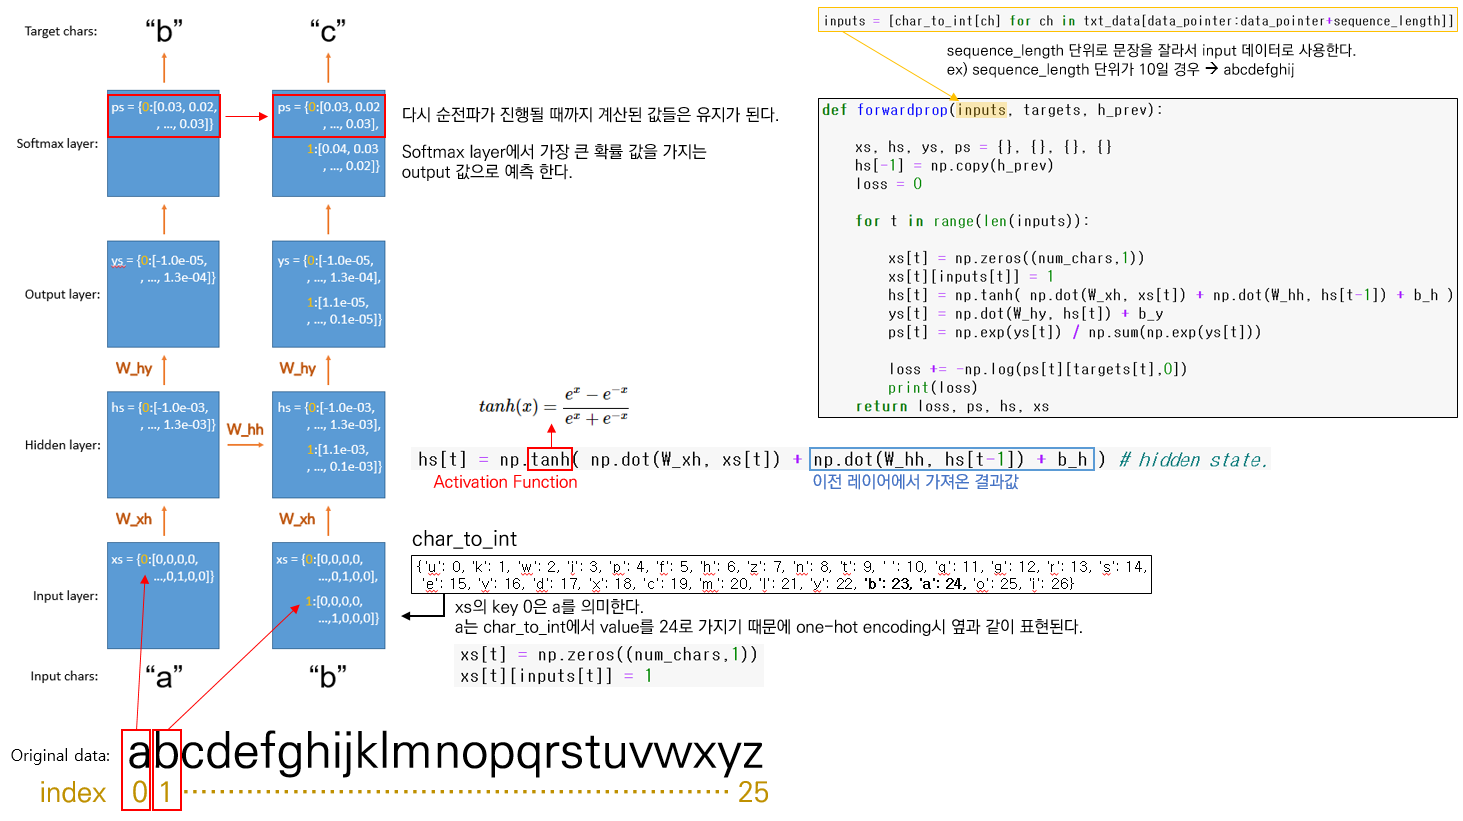 Target chars:
“b”
“c”
Softmax layer:
ps = {0:[0.03, 0.02,
, ..., 0.03]}
ps = {0:[0.03, 0.02
, ..., 0.03],
1:[0.04, 0.03
, ..., 0.02]}
다시 순전파가 진행될 때까지 계산된 값들은 유지가 된다.
Softmax layer에서 가장 큰 확률 값을 가지는
output 값으로 예측 한다.
Output layer:
ys = {0:[-1.0e-05,
, ..., 1.3e-04]}
ys = {0:[-1.0e-05,
, ..., 1.3e-04],
1:[1.1e-05,
, ..., 0.1e-05]}
W_hy
W_hy
Hidden layer:
hs = {0:[-1.0e-03,
, ..., 1.3e-03]}
W_hh
hs = {0:[-1.0e-03,
, ..., 1.3e-03],
1:[1.1e-03,
, ..., 0.1e-03]}
W_xh
W_xh
Input layer:
xs = {0:[0,0,0,0,
...,0,1,0,0]}
xs = {0:[0,0,0,0,
...,0,1,0,0],
1:[0,0,0,0,
...,1,0,0,0]}
Input chars:
“a”
“b”
Original data:
abcdefghijklmnopqrstuvwxyz
index
0 1 25
inputs = [char_to_int[ch] for ch in txt_data[data_pointer:data_pointer+sequence_length]]
sequence_length 단위로 문장을 잘라서 input 데이터로 사용한다.
ex) sequence_length 단위가 10일 경우 → abcdefghij
def forwardprop(inputs, targets, h_prev):
xs, hs, ys, ps = {}, {}, {}, {}
hs[-1] = np.copy(h_prev)
loss = 0
for t in range(len(inputs)):
xs[t] = np.zeros((num_chars,1))
xs[t][inputs[t]] = 1
hs[t] = np.tanh( np.dot(₩_xh, xs[t]) + np.dot(₩_hh, hs[t-1]) + b_h )
ys[t] = np.dot(₩_hy, hs[t]) + b_y
ps[t] = np.exp(ys[t]) / np.sum(np.exp(ys[t]))
loss += -np.log(ps[t][targets[t],0])
print(loss)
return loss, ps, hs, xs
tanh(x) = (e^x − e^−x) / (e^x + e^−x)
hs[t] = np.tanh( np.dot(₩_xh, xs[t]) + np.dot(₩_hh, hs[t-1]) + b_h ) # hidden state.
Activation Function
이전 레이어에서 가져온 결과값
char_to_int
{'u': 0, 'k': 1, 'w': 2, 'j': 3, 'p': 4, 'f': 5, 'h': 6, 'z': 7, 'n': 8, 't': 9, ' ': 10, 'q': 11, 'g': 12, 'r': 13, 's': 14,
'e': 15, 'v': 16, 'd': 17, 'x': 18, 'c': 19, 'm': 20, 'l': 21, 'y': 22, 'b': 23, 'a': 24, 'o': 25, 'i': 26}
xs의 key 0은 a를 의미한다.
a는 char_to_int에서 value를 24로 가지기 때문에 one-hot encoding시 옆과 같이 표현된다.
xs[t] = np.zeros((num_chars,1))
xs[t][inputs[t]] = 1